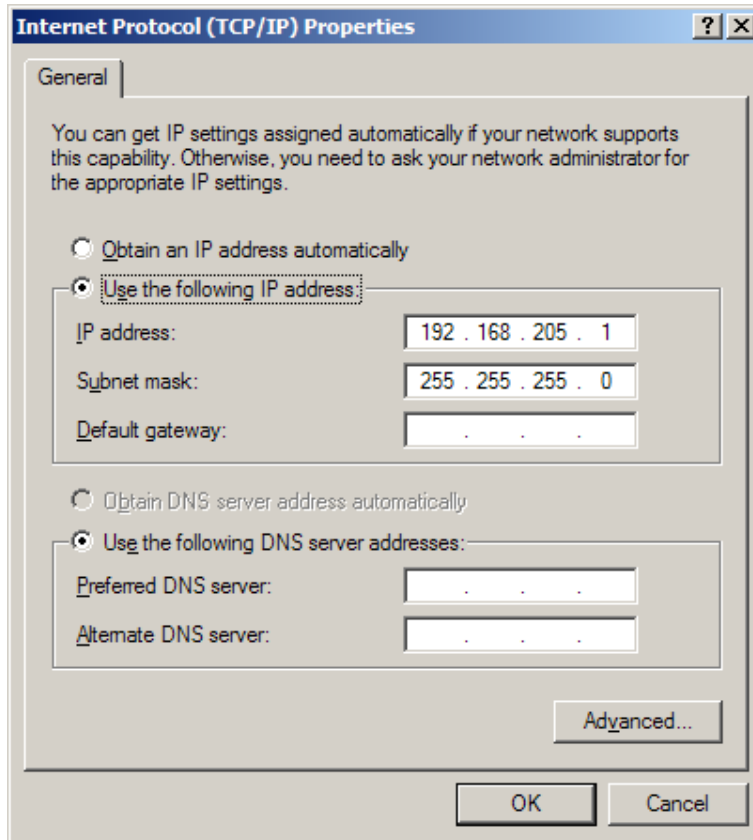 Internet Protocol (TCP/IP) Properties
General
You can get IP settings assigned automatically if your network supports
this capability. Otherwise, you need to ask your network administrator for
the appropriate IP settings.
Obtain an IP address automatically
Use the following IP address:
IP address: 192 . 168 . 205 . 1
Subnet mask: 255 . 255 . 255 . 0
Default gateway: . . .
Obtain DNS server address automatically
Use the following DNS server addresses:
Preferred DNS server: . . .
Alternate DNS server: . . .
Advanced...
OK Cancel